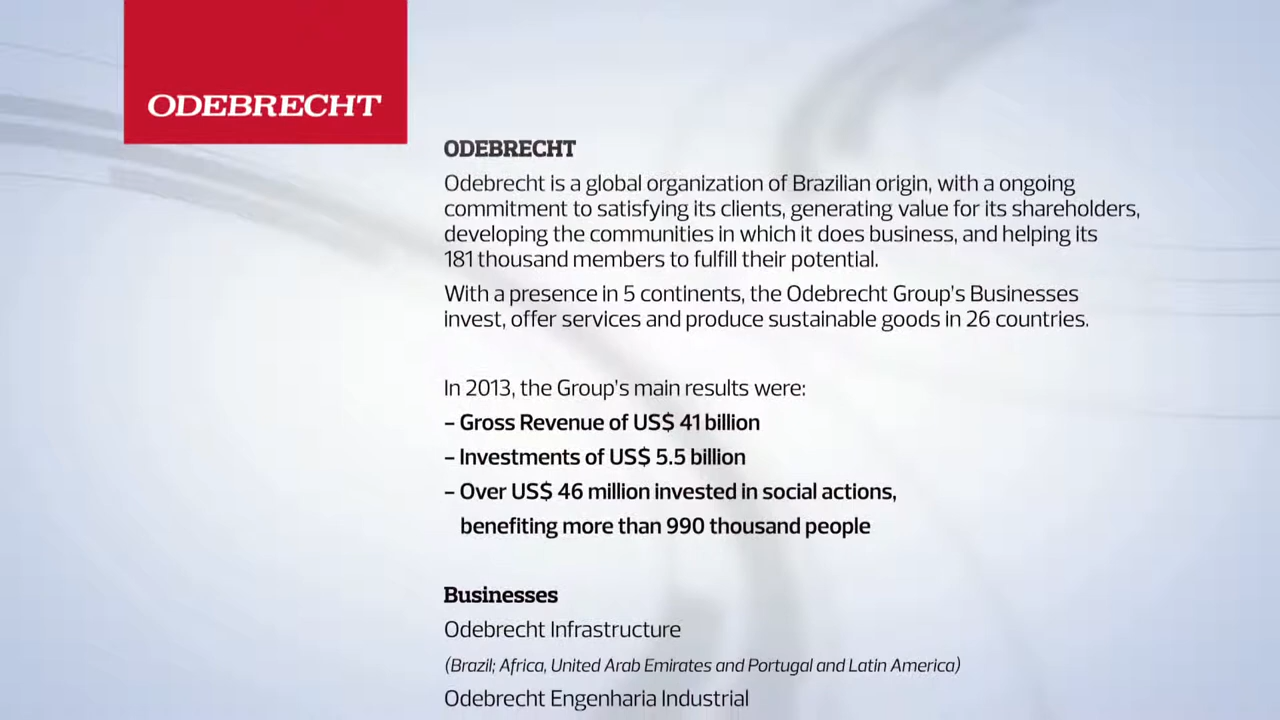 ODEBRECHT
ODEBRECHT
Odebrecht is a global organization of Brazilian origin, with a ongoing
commitment to satisfying its clients, generating value for its shareholders,
developing the communities in which it does business, and helping its
181 thousand members to fulfill their potential.
With a presence in 5 continents, the Odebrecht Group's Businesses
invest, offer services and produce sustainable goods in 26 countries.
In 2013, the Group's main results were:
– Gross Revenue of US$ 41 billion
– Investments of US$ 5.5 billion
– Over US$ 46 million invested in social actions,
benefiting more than 990 thousand people
Businesses
Odebrecht Infrastructure
(Brazil; Africa, United Arab Emirates and Portugal and Latin America)
Odebrecht Engenharia Industrial